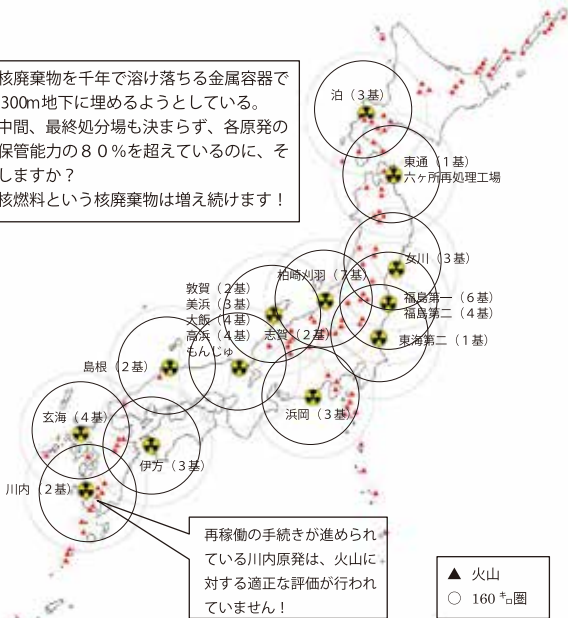 核廃棄物を千年で溶け落ちる金属容器で
300m地下に埋めるようとしている。
中間、最終処分場も決まらず、各原発の
保管能力の８０％を超えているのに、そ
しますか？
核燃料という核廃棄物は増え続けます！
泊（３基）
東通（１基）
六ヶ所再処理工場
女川（３基）
柏崎刈羽（７基）
福島第一（６基）
福島第二（４基）
東海第二（１基）
敦賀（２基）
美浜（３基）
大飯（４基）
高浜（４基）
もんじゅ
志賀（２基）
島根（２基）
浜岡（３基）
玄海（４基）
伊方（３基）
川内（２基）
再稼働の手続きが進められ
ている川内原発は、火山に
対する適正な評価が行われ
ていません！
▲ 火山
○ 160㌔圏